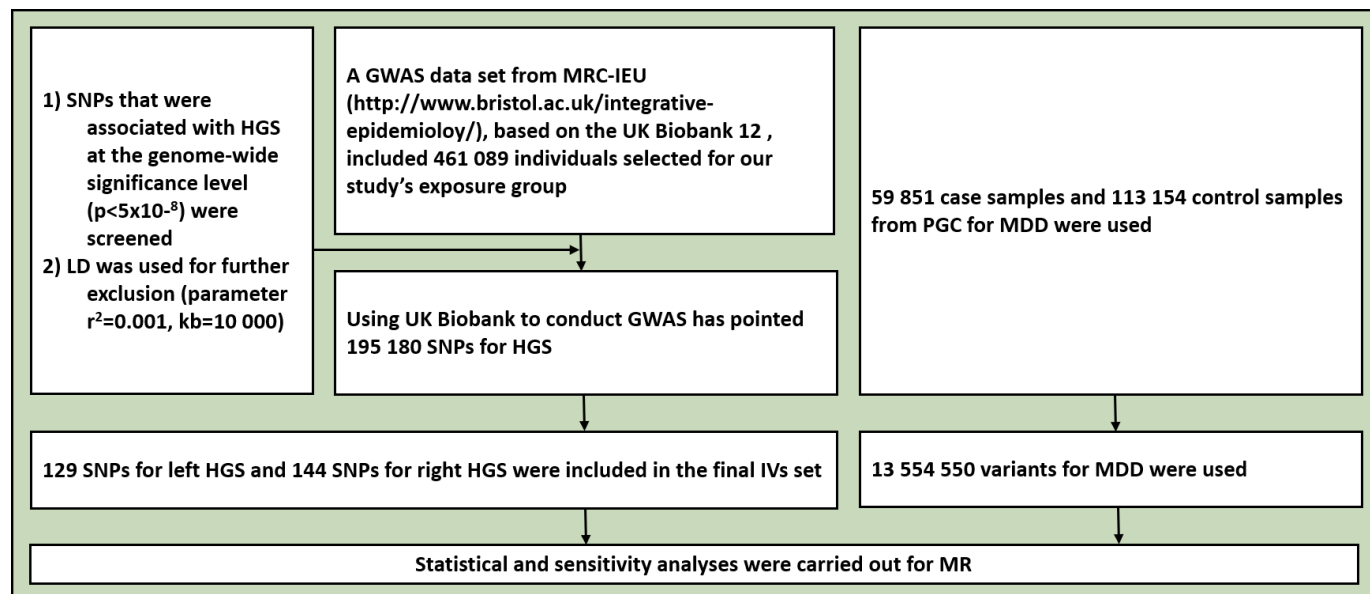 1) SNPs that were
associated with HGS
at the genome-wide
significance level
(p<5x10-⁸) were
screened
2) LD was used for further
exclusion (parameter
r²=0.001, kb=10 000)
A GWAS data set from MRC-IEU
(http://www.bristol.ac.uk/integrative-
epidemioloy/), based on the UK Biobank 12 ,
included 461 089 individuals selected for our
study's exposure group
Using UK Biobank to conduct GWAS has pointed
195 180 SNPs for HGS
59 851 case samples and 113 154 control samples
from PGC for MDD were used
129 SNPs for left HGS and 144 SNPs for right HGS were included in the final IVs set
13 554 550 variants for MDD were used
Statistical and sensitivity analyses were carried out for MR